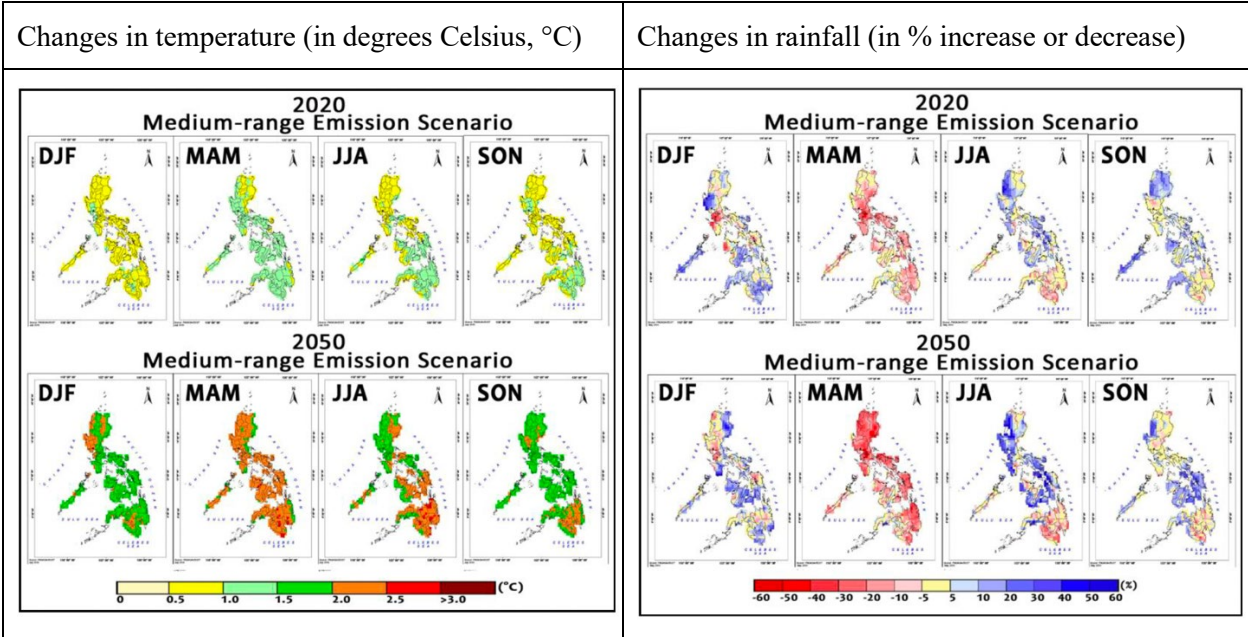 Changes in temperature (in degrees Celsius, °C)
Changes in rainfall (in % increase or decrease)
2020
Medium-range Emission Scenario
DJF
MAM
JJA
SON
2050
Medium-range Emission Scenario
DJF
MAM
JJA
SON
(°C)
0 0.5 1.0 1.5 2.0 2.5 >3.0
2020
Medium-range Emission Scenario
DJF
MAM
JJA
SON
2050
Medium-range Emission Scenario
DJF
MAM
JJA
SON
(%)
-60 -50 -40 -30 -20 -10 -5 5 10 20 30 40 50 60